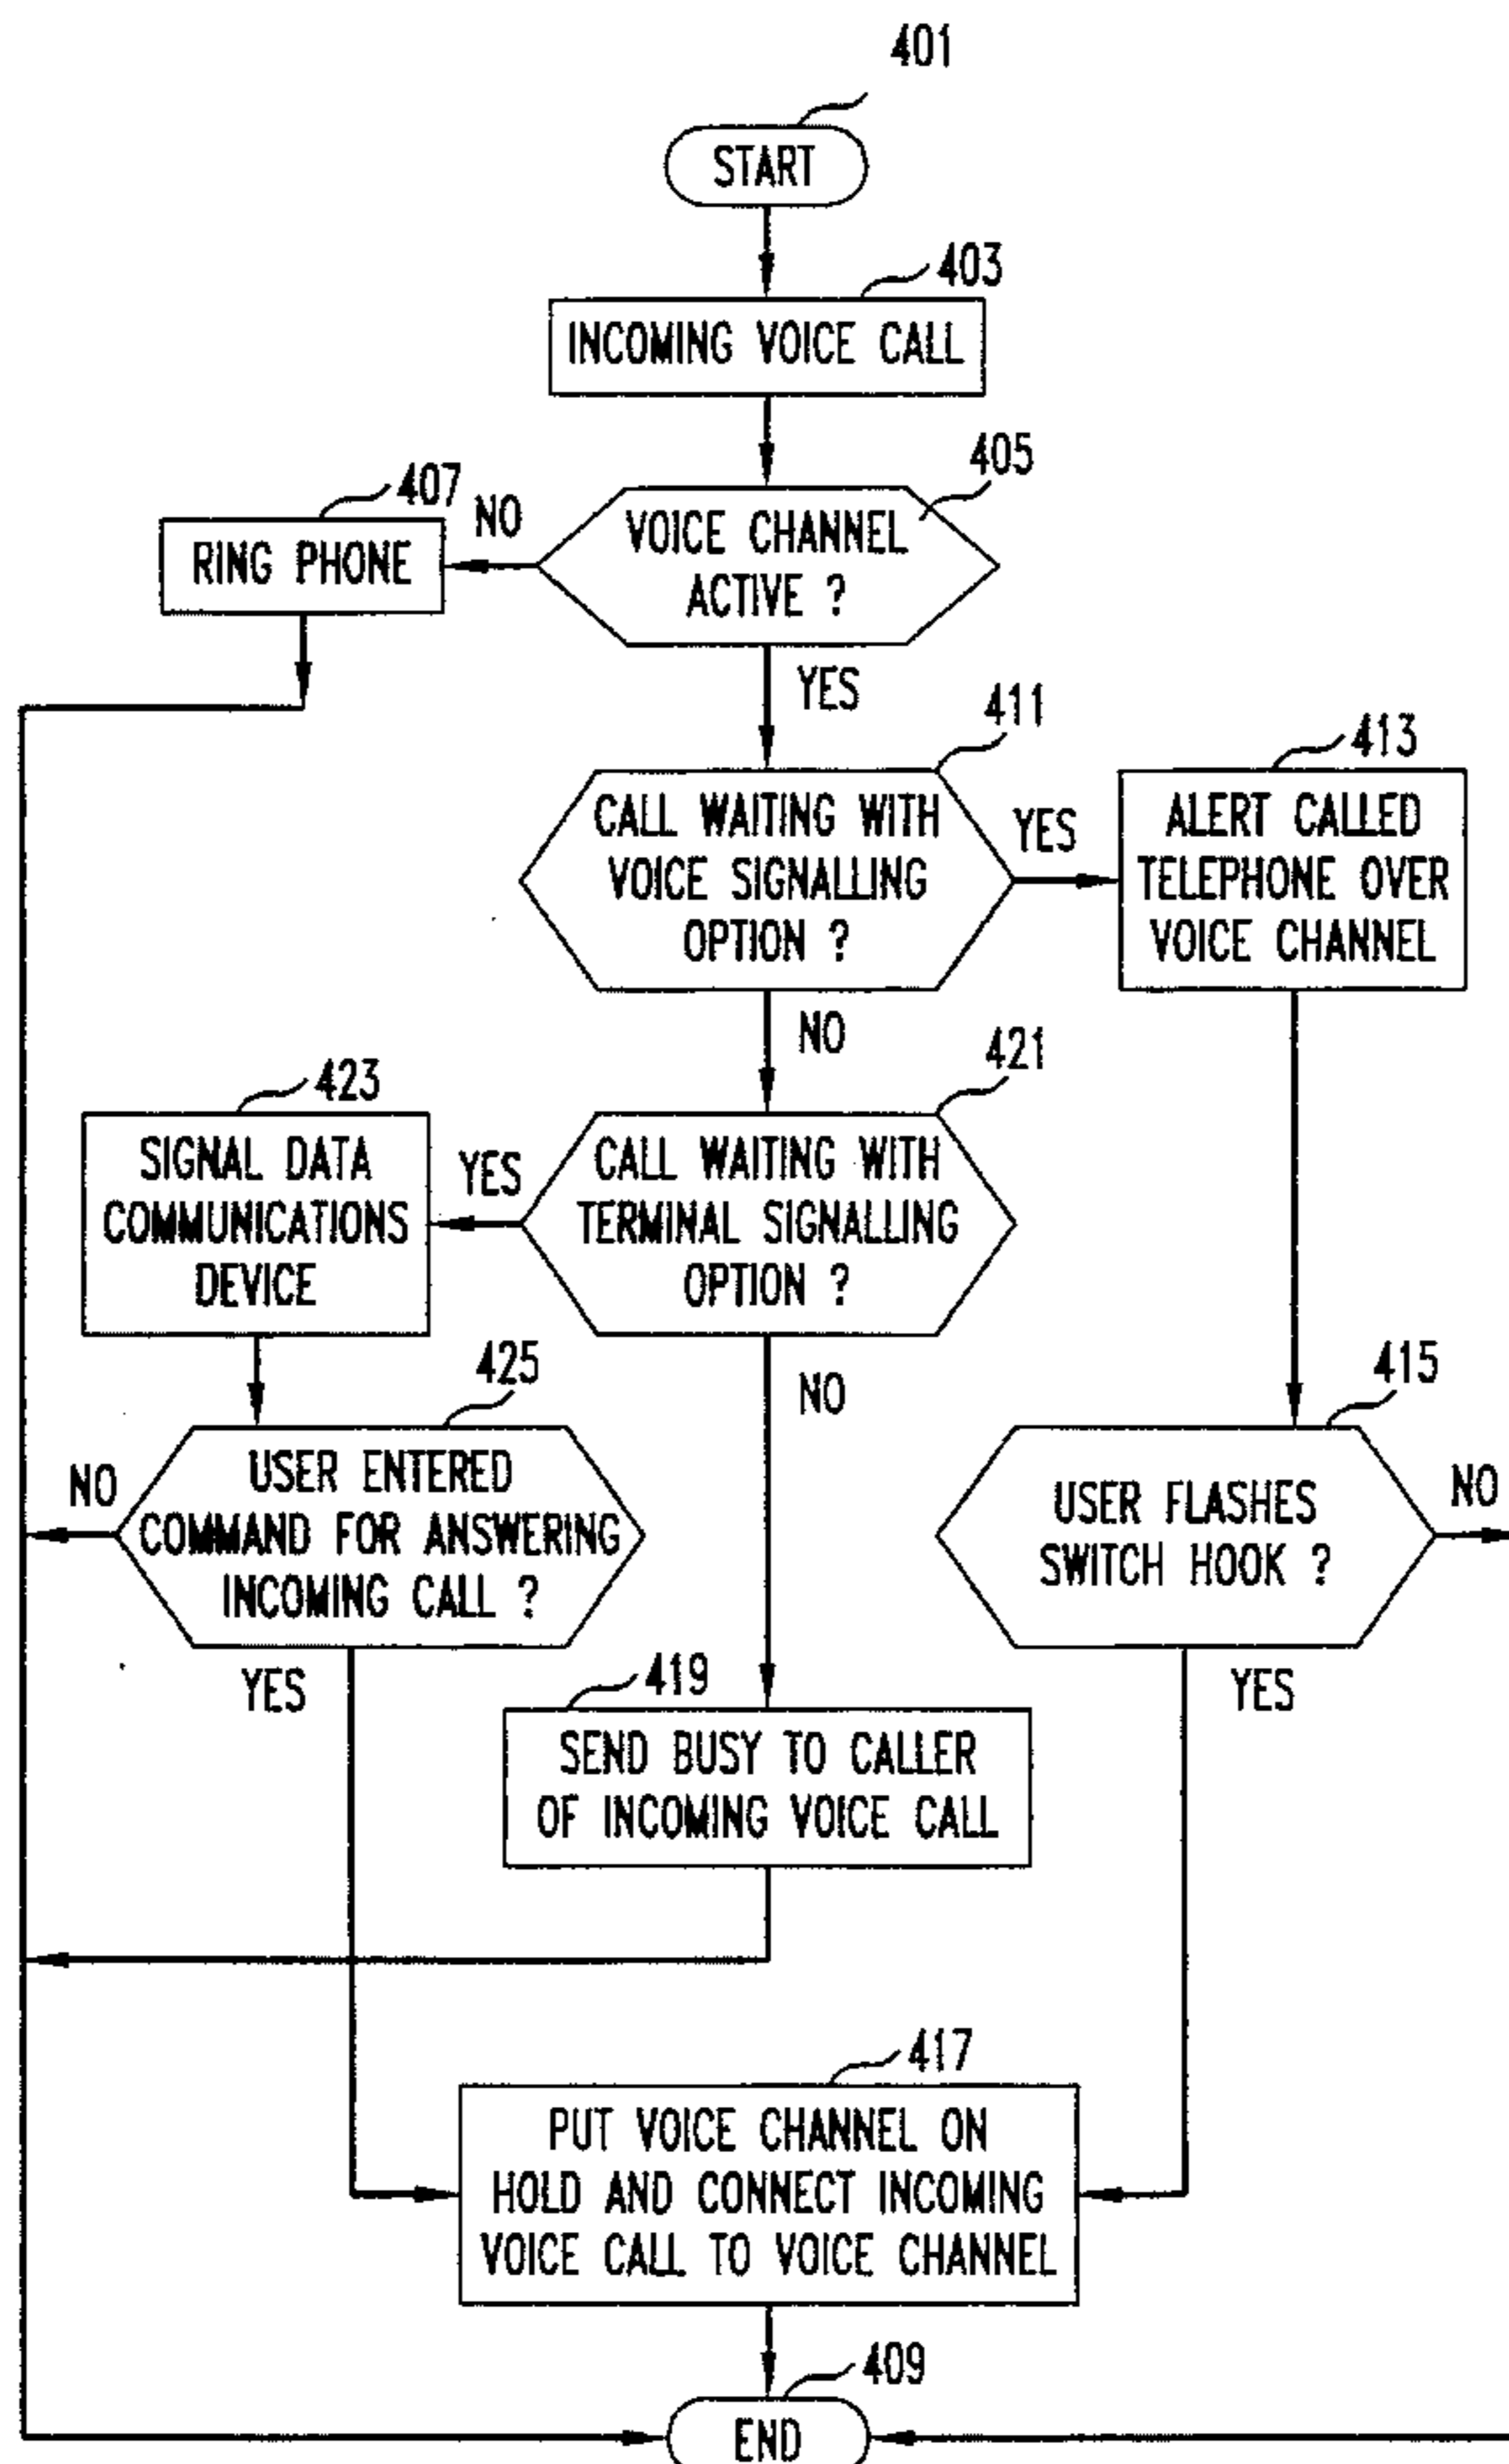 401
START
403
INCOMING VOICE CALL
405
407
NO
VOICE CHANNEL
ACTIVE ?
RING PHONE
YES
411
413
CALL WAITING WITH
VOICE SIGNALLING
OPTION ?
YES
ALERT CALLED
TELEPHONE OVER
VOICE CHANNEL
NO
421
423
CALL WAITING WITH
TERMINAL SIGNALLING
OPTION ?
YES
SIGNAL DATA
COMMUNICATIONS
DEVICE
425
NO
415
NO
USER ENTERED
COMMAND FOR ANSWERING
INCOMING CALL ?
USER FLASHES
SWITCH HOOK ?
NO
YES
419
YES
SEND BUSY TO CALLER
OF INCOMING VOICE CALL
417
PUT VOICE CHANNEL ON
HOLD AND CONNECT INCOMING
VOICE CALL TO VOICE CHANNEL
409
END